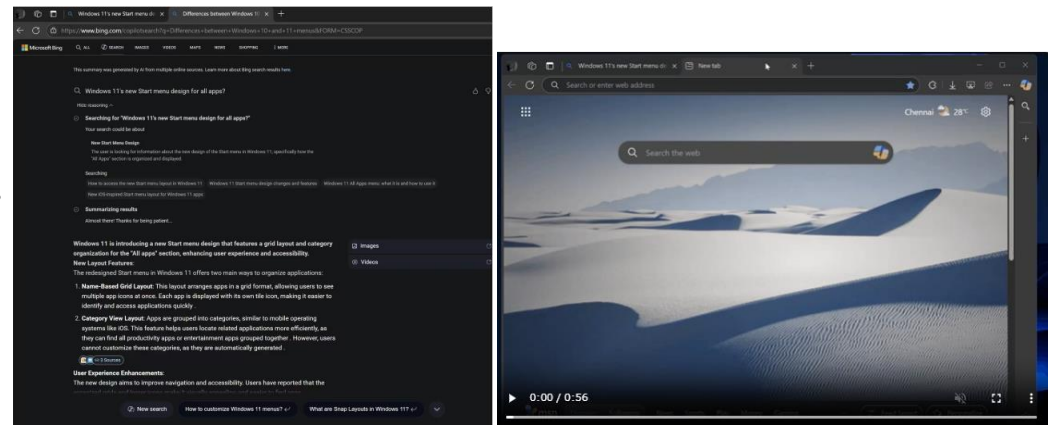 Windows 11's new Start menu de
Differences between Windows 10
https://www.bing.com/copilotsearch?q=Differences+between+Windows+10+and+11+menus&FORM=CSSCOP
Microsoft Bing
ALL
SEARCH
IMAGES
VIDEOS
MAPS
NEWS
SHOPPING
MORE
This summary was generated by AI from multiple online sources. Learn more about Bing search results here.
Windows 11's new Start menu design for all apps?
Hide reasoning
Searching for "Windows 11's new Start menu design for all apps?"
Your search could be about
New Start Menu Design
The user is looking for information about the new design of the Start menu in Windows 11, specifically how the
'All Apps' section is organized and displayed.
Searching
How to access the new Start menu layout in Windows 11
Windows 11 Start menu design changes and features
Windows 11 All Apps menu: what it is and how to use it
New iOS-inspired Start menu layout for Windows 11 apps
Summarizing results
Almost there! Thanks for being patient...
Windows 11 is introducing a new Start menu design that features a grid layout and category
organization for the "All apps" section, enhancing user experience and accessibility.
New Layout Features:
The redesigned Start menu in Windows 11 offers two main ways to organize applications:
1. Name-Based Grid Layout: This layout arranges apps in a grid format, allowing users to see
multiple app icons at once. Each app is displayed with its own tile icon, making it easier to
identify and access applications quickly .
2. Category View Layout: Apps are grouped into categories, similar to mobile operating
systems like iOS. This feature helps users locate related applications more efficiently, as
they can find all productivity apps or entertainment apps grouped together . However, users
cannot customize these categories, as they are automatically generated .
3 Sources
User Experience Enhancements:
The new design aims to improve navigation and accessibility. Users have reported that the
Images
Videos
New search
How to customize Windows 11 menus?
What are Snap Layouts in Windows 11?
Windows 11's new Start menu de
New tab
Search or enter web address
Chennai
28°C
Search the web
0:00 / 0:56